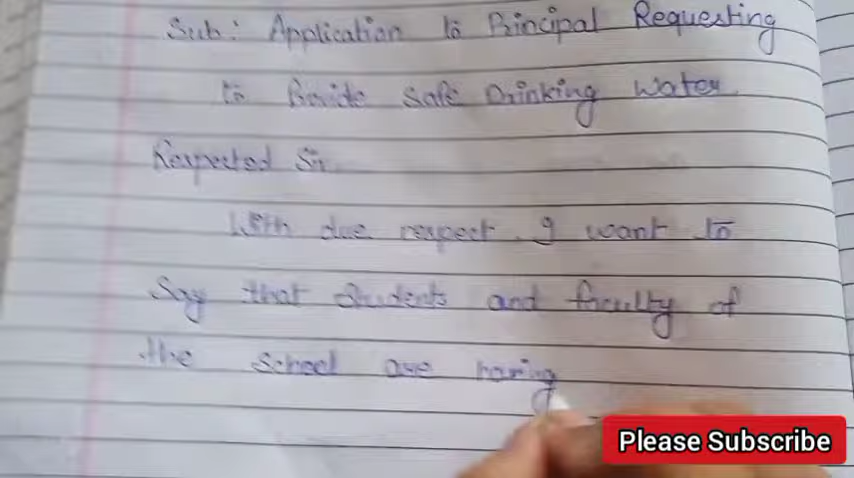 Sub: Application to Principal Requesting
to Provide Safe Drinking Water.
Respected Sir.
With due respect. I want to
Say that Students and faculty of
the school are having
Please Subscribe